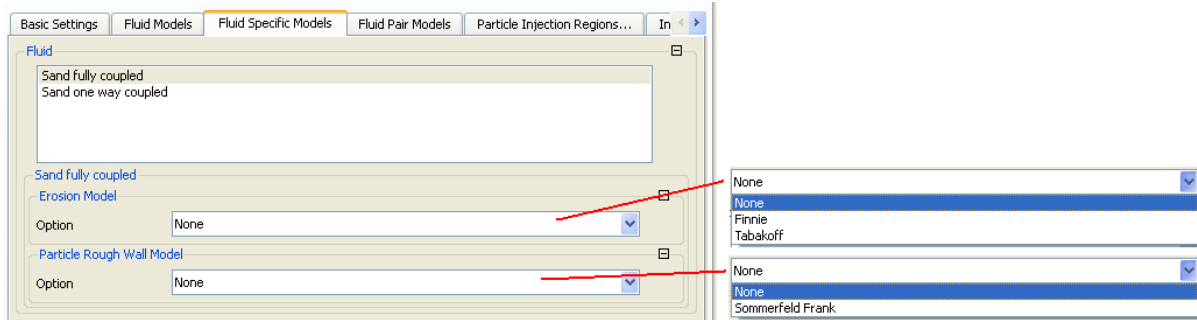 Basic Settings Fluid Models Fluid Specific Models Fluid Pair Models Particle Injection Regions... In
Fluid
Sand fully coupled
Sand one way coupled
Sand fully coupled
Erosion Model
Option None
Particle Rough Wall Model
Option None
None
None
Finnie
Tabakoff
None
None
Sommerfeld Frank